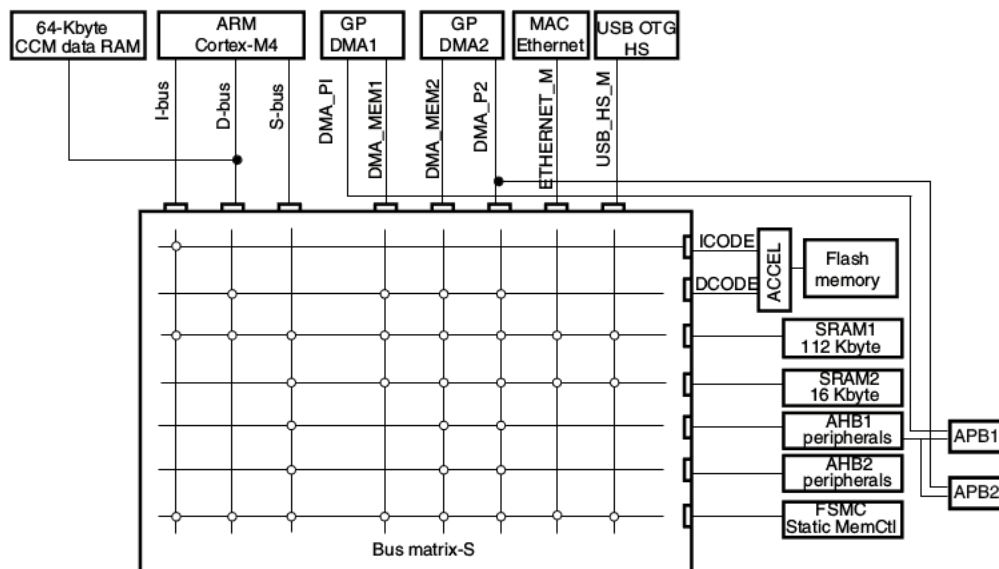 64-Kbyte
CCM data RAM
ARM
Cortex-M4
GP
DMA1
GP
DMA2
MAC
Ethernet
USB OTG
HS
I-bus
D-bus
S-bus
DMA_PI
DMA_MEM1
DMA_MEM2
DMA_P2
ETHERNET_M
USB_HS_M
ICODE
DCODE
ACCEL
Flash
memory
SRAM1
112 Kbyte
SRAM2
16 Kbyte
AHB1
peripherals
APB1
AHB2
peripherals
APB2
FSMC
Static MemCtl
Bus matrix-S